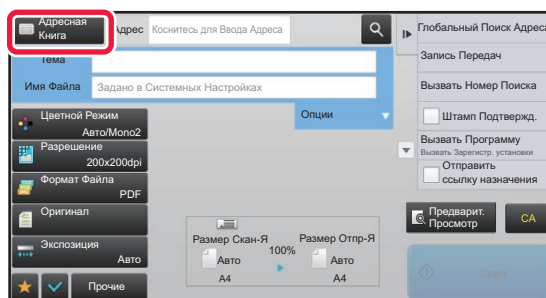 Адресная
Книга
Адрес
Коснитесь для Ввода Адреса
Глобальный Поиск Адреса
Тема
Запись Передач
Имя Файла
Задано в Системных Настройках
Вызвать Номер Поиска
Цветной Режим
Авто/Mono2
Опции
Штамп Подтвержд.
Разрешение
200x200dpi
Вызвать Программу
Вызвать Зарегистр. установки
Отправить
ссылку назначения
Формат Файла
PDF
Оригинал
Предварит.
Просмотр
CA
Экспозиция
Авто
Размер Скан-Я
100%
Размер Отпр-Я
Авто
A4
Авто
A4
Прочие
Старт